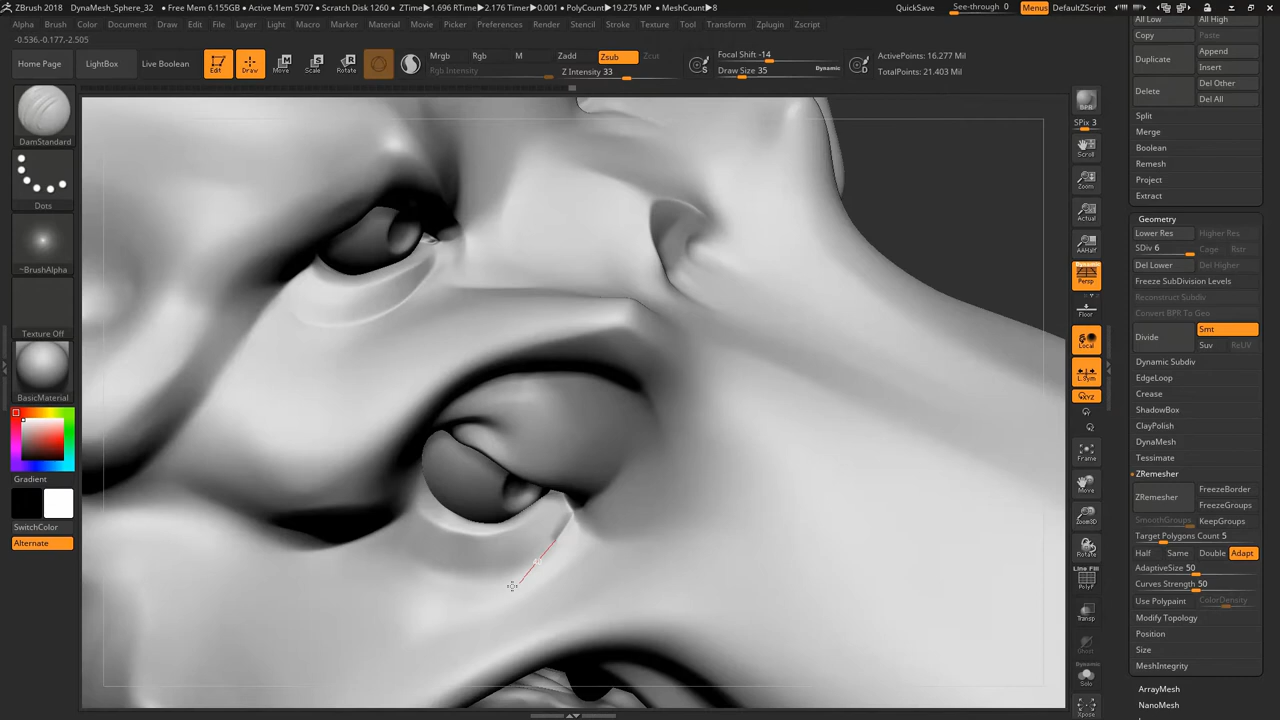 ZBrush 2018 DynaMesh_Sphere_32 • Free Mem 6.155GB • Active Mem 5707 • Scratch Disk 1260 • ZTime▸1.696 RTime▸2.176 Timer▸0.001 • PolyCount▸19.275 MP • MeshCount▸8 QuickSave See-through 0 Menus DefaultZScript
Alpha Brush Color Document Draw Edit File Layer Light Macro Marker Material Movie Picker Preferences Render Stencil Stroke Texture Tool Transform Zplugin Zscript
-0.536,-0.177,-2.505
Home Page LightBox Live Boolean Edit Draw Move Scale Rotate
Mrgb Rgb M Zadd Zsub Zcut
Rgb Intensity Z Intensity 33
Focal Shift -14
Draw Size 35 Dynamic
S D
ActivePoints: 16.277 Mil
TotalPoints: 21.403 Mil
DamStandard
Dots
~BrushAlpha
Texture Off
BasicMaterial
Gradient
SwitchColor
Alternate
BPR
SPix 3
Scroll
Zoom
Actual
AAHalf
Dynamic
Persp
Floor
Local
L.Sym
XYZ
Frame
Move
Zoom3D
Rotate
Line Fill
PolyF
Transp
Ghost
Dynamic
Solo
Xpose
All Low All High
Copy Paste
Duplicate Append
Insert
Delete Del Other
Del All
Split
Merge
Boolean
Remesh
Project
Extract
Geometry
Lower Res Higher Res
SDiv 6 Cage Rstr
Del Lower Del Higher
Freeze SubDivision Levels
Reconstruct Subdiv
Convert BPR To Geo
Divide Smt
Suv ReUV
Dynamic Subdiv
EdgeLoop
Crease
ShadowBox
ClayPolish
DynaMesh
Tessimate
ZRemesher
ZRemesher FreezeBorder
FreezeGroups
SmoothGroups KeepGroups
Target Polygons Count 5
Half Same Double Adapt
AdaptiveSize 50
Curves Strength 50
Use Polypaint ColorDensity
Modify Topology
Position
Size
MeshIntegrity
ArrayMesh
NanoMesh